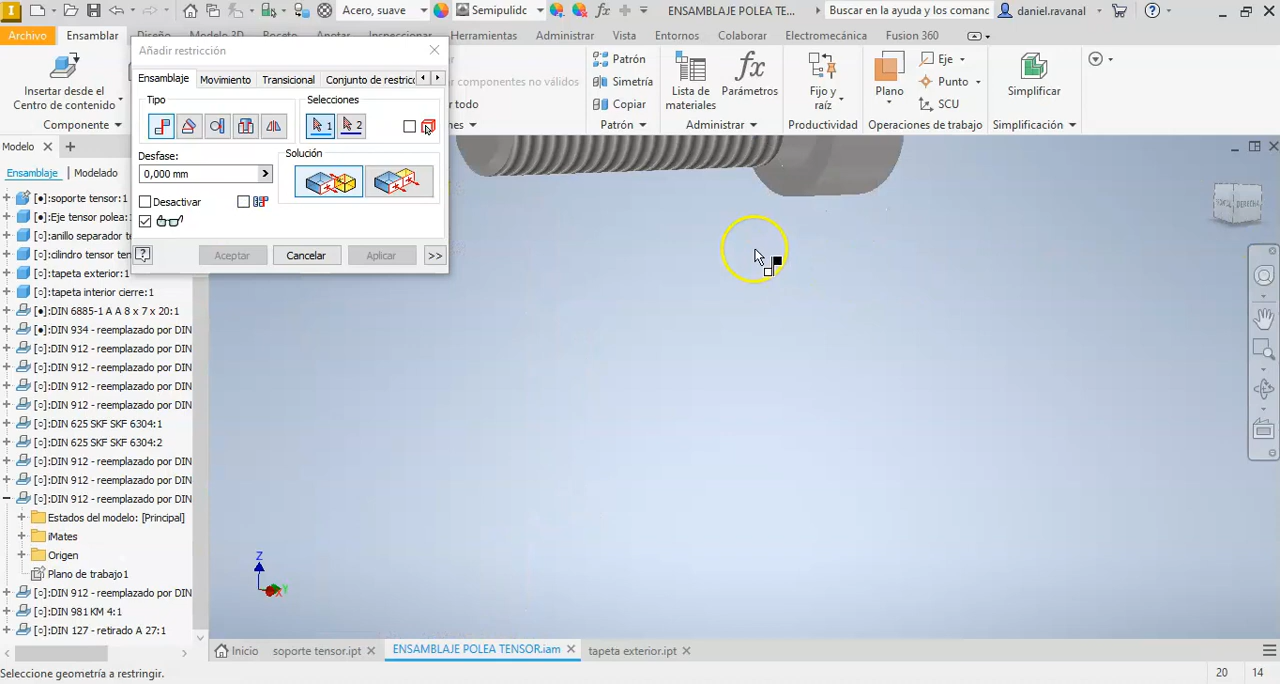 Acero, suave
Semipulido
ENSAMBLAJE POLEA TE...
Buscar en la ayuda y los comanc
daniel.ravanal
Archivo
Ensamblar
Herramientas
Administrar
Vista
Entornos
Colaborar
Electromecánica
Fusion 360
Insertar desde el
Centro de contenido
Componente
componentes no válidos
Patrón
Simetría
Copiar
Patrón
Lista de
materiales
Parámetros
Administrar
Fijo y
raíz
Productividad
Plano
Eje
Punto
SCU
Operaciones de trabajo
Simplificar
Simplificación
Añadir restricción
Ensamblaje
Movimiento
Transicional
Conjunto de restricc
Tipo
Selecciones
1
2
Desfase:
0,000 mm
Solución
Desactivar
Aceptar
Cancelar
Aplicar
>>
Modelo
Ensamblaje
Modelado
[●]:soporte tensor:1
[○]:anillo separador te
[○]:cilindro tensor ten
[○]:tapeta exterior:1
[○]:tapeta interior cierre:1
[●]:DIN 6885-1 A A 8 x 7 x 20:1
[●]:DIN 934 - reemplazado por DIN
[○]:DIN 912 - reemplazado por DIN
[○]:DIN 912 - reemplazado por DIN
[○]:DIN 912 - reemplazado por DIN
[○]:DIN 912 - reemplazado por DIN
[○]:DIN 625 SKF SKF 6304:1
[○]:DIN 625 SKF SKF 6304:2
[○]:DIN 912 - reemplazado por DIN
[○]:DIN 912 - reemplazado por DIN
[○]:DIN 912 - reemplazado por DIN
Estados del modelo: [Principal]
iMates
Origen
Plano de trabajo1
[○]:DIN 912 - reemplazado por DIN
[○]:DIN 981 KM 4:1
[○]:DIN 127 - retirado A 27:1
DERECHA
Z
Y
X
Inicio
soporte tensor.ipt
ENSAMBLAJE POLEA TENSOR.iam
tapeta exterior.ipt
Seleccione geometría a restringir.
20
14